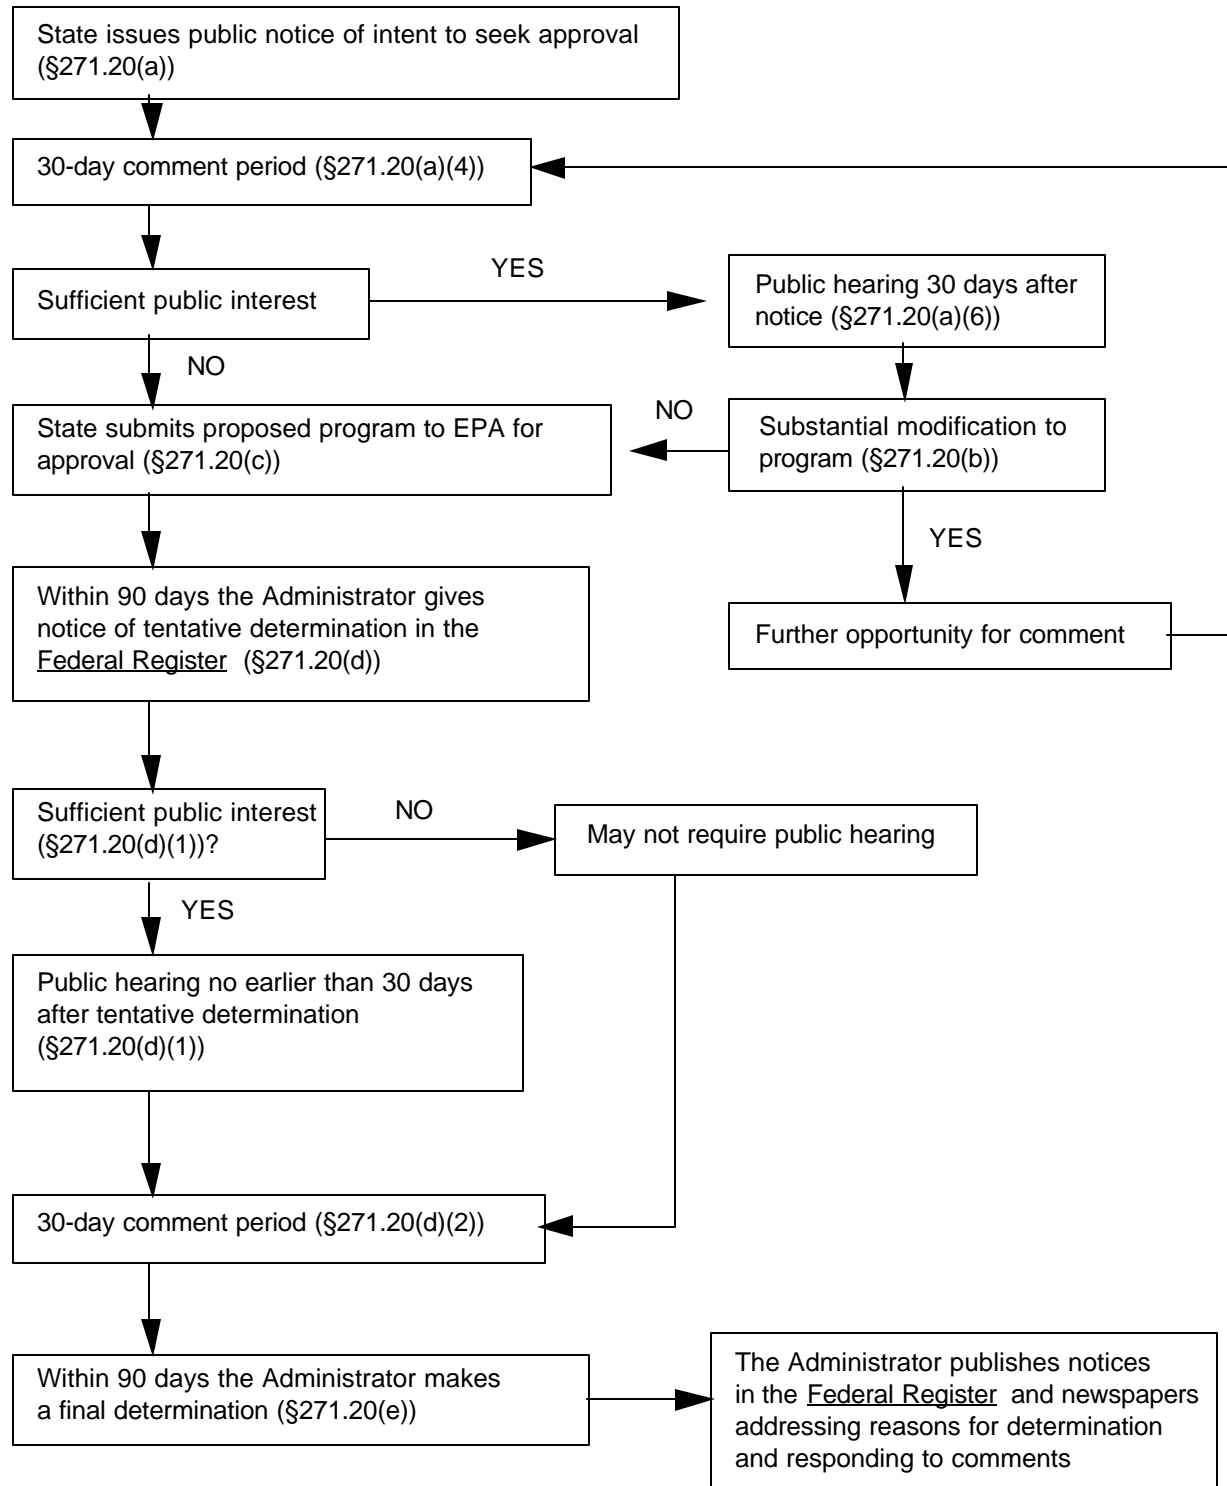 State issues public notice of intent to seek approval
(§271.20(a))
30-day comment period (§271.20(a)(4))
Sufficient public interest
YES
Public hearing 30 days after
notice (§271.20(a)(6))
NO
State submits proposed program to EPA for
approval (§271.20(c))
NO
Substantial modification to
program (§271.20(b))
YES
Further opportunity for comment
Within 90 days the Administrator gives
notice of tentative determination in the
Federal Register (§271.20(d))
Sufficient public interest
(§271.20(d)(1))?
NO
May not require public hearing
YES
Public hearing no earlier than 30 days
after tentative determination
(§271.20(d)(1))
30-day comment period (§271.20(d)(2))
Within 90 days the Administrator makes
a final determination (§271.20(e))
The Administrator publishes notices
in the Federal Register and newspapers
addressing reasons for determination
and responding to comments